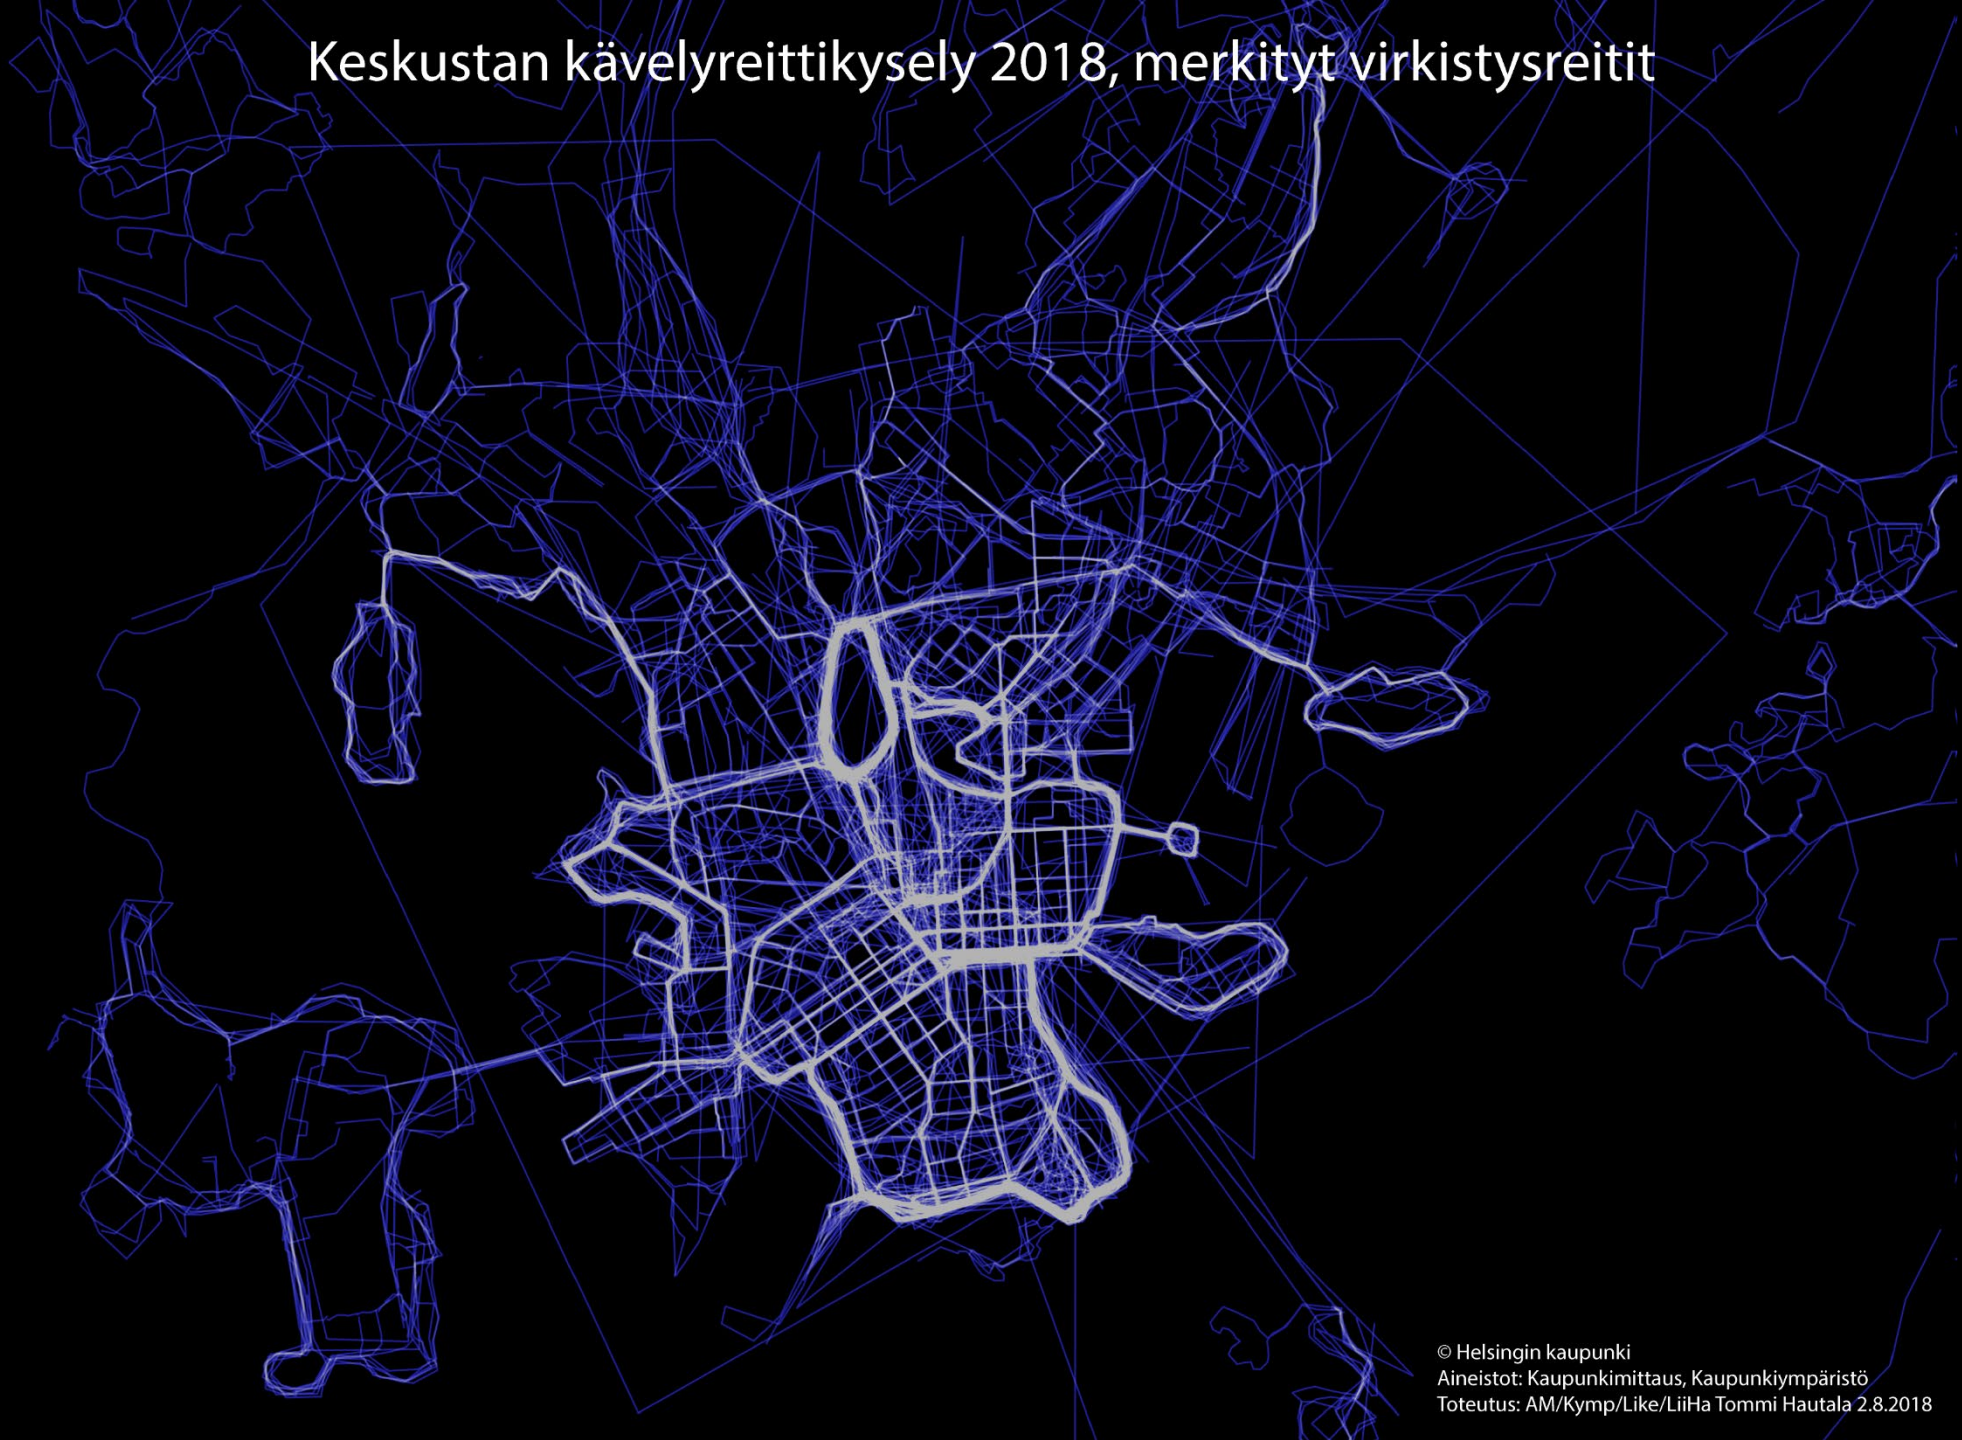 Keskustan kävelyreittikysely 2018, merkityt virkistysreitit
© Helsingin kaupunki
Aineistot: Kaupunkimittaus, Kaupunkiympäristö
Toteutus: AM/Kymp/Like/LiiHa Tommi Hautala 2.8.2018